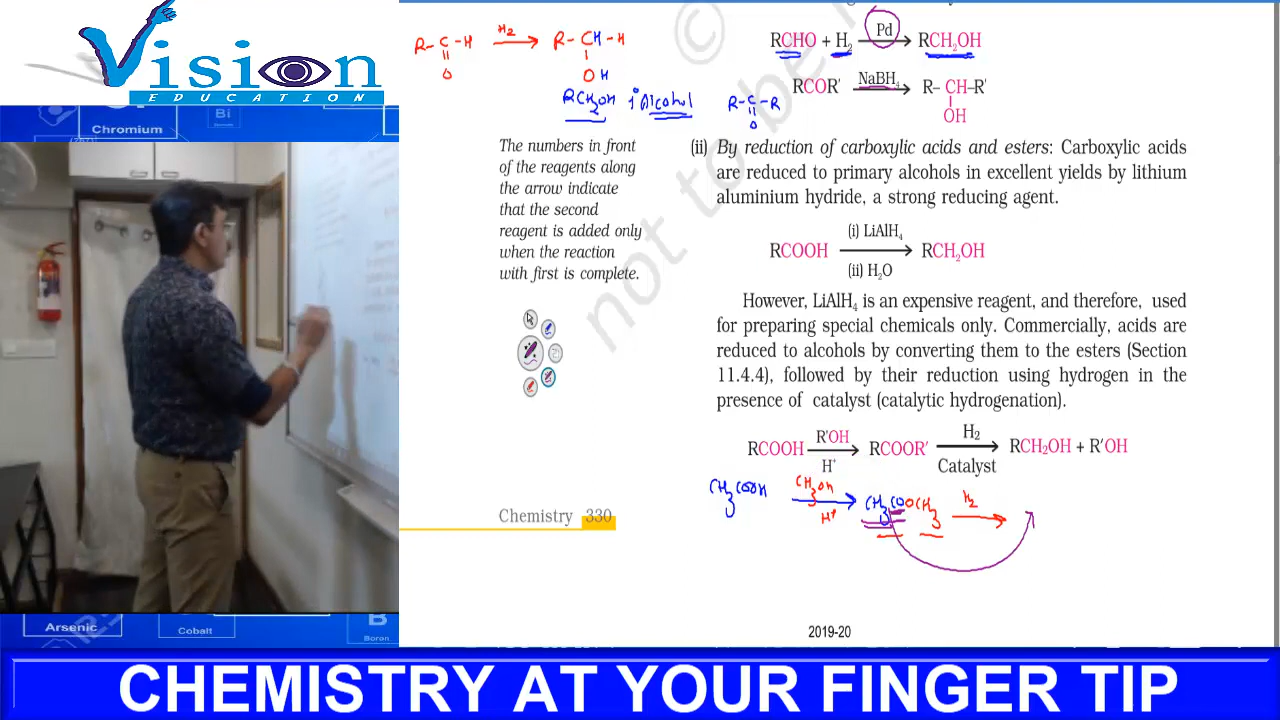 Vision
EDUCATION
Chromium
Bi
Arsenic
Cobalt
B
Boron
R-C-H
O
H2
R-CH-H
OH
RCH2OH 1° Alcohol
R-C-R
O
RCHO + H2
Pd
RCH2OH
RCOR'
NaBH4
R- CH-R'
OH
The numbers in front
of the reagents along
the arrow indicate
that the second
reagent is added only
when the reaction
with first is complete.
(ii) By reduction of carboxylic acids and esters: Carboxylic acids
are reduced to primary alcohols in excellent yields by lithium
aluminium hydride, a strong reducing agent.
RCOOH
(i) LiAlH4
(ii) H2O
RCH2OH
However, LiAlH4 is an expensive reagent, and therefore, used
for preparing special chemicals only. Commercially, acids are
reduced to alcohols by converting them to the esters (Section
11.4.4), followed by their reduction using hydrogen in the
presence of catalyst (catalytic hydrogenation).
RCOOH
R'OH
H+
RCOOR'
H2
Catalyst
RCH2OH + R'OH
CH3COOH
CH3OH
H+
CH3COOCH3
H2
Chemistry 330
not to be
©
2019-20
CHEMISTRY AT YOUR FINGER TIP